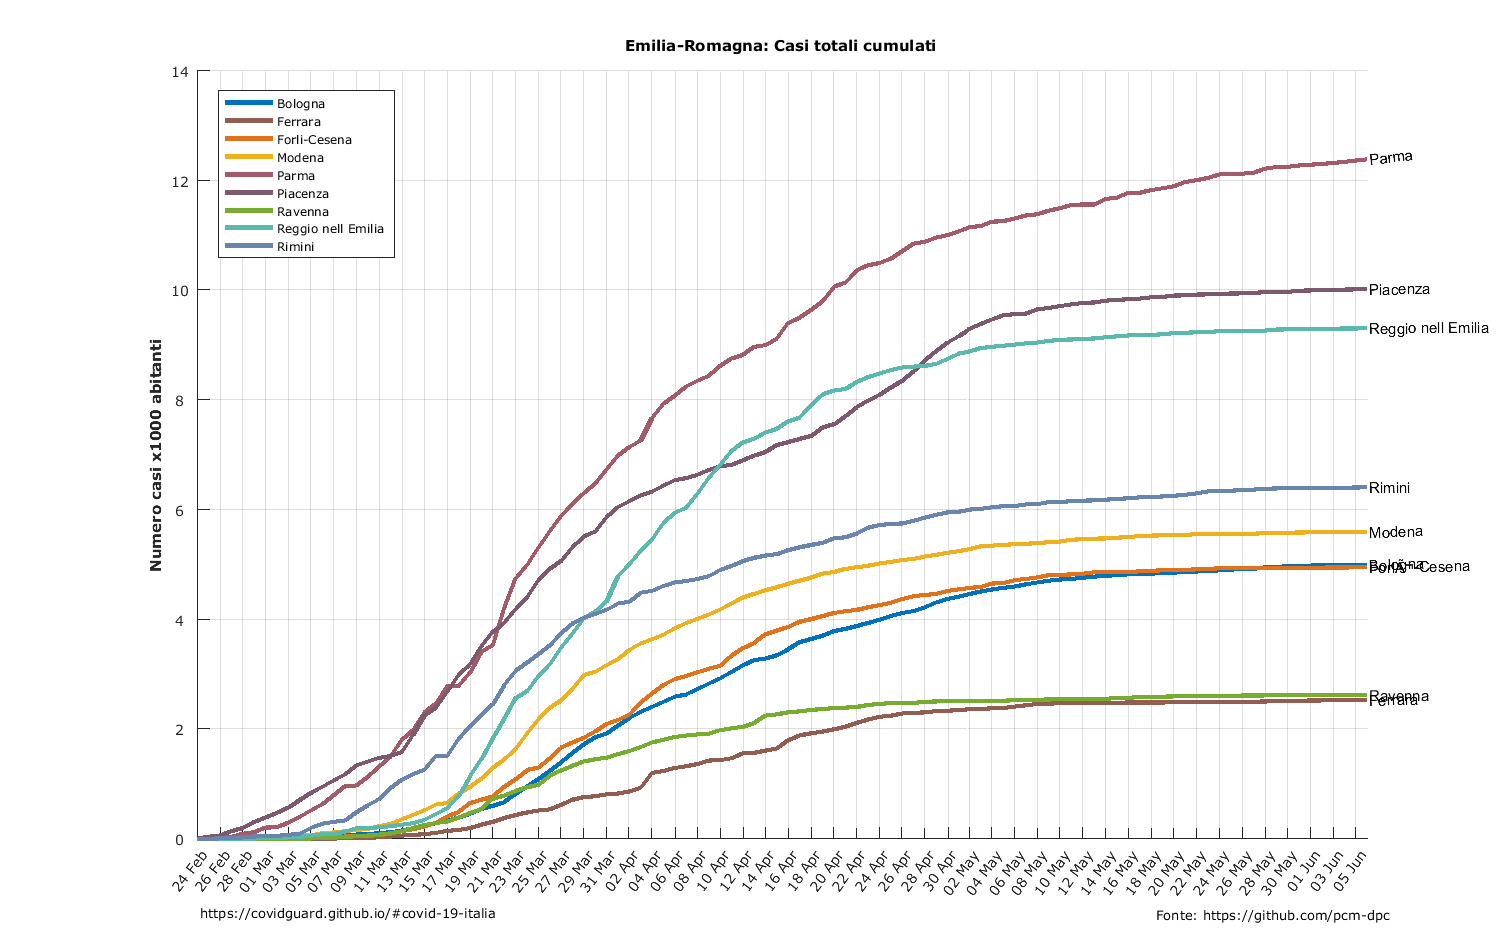 Emilia-Romagna: Casi totali cumulati
14
12
10
8
6
4
2
0
Numero casi x1000 abitanti
Bologna
Ferrara
Forlì-Cesena
Modena
Parma
Piacenza
Ravenna
Reggio nell Emilia
Rimini
Parma
Piacenza
Reggio nell Emilia
Rimini
Modena
Bologna
Ravenna
Ferrara
24 Feb
26 Feb
28 Feb
01 Mar
03 Mar
05 Mar
07 Mar
09 Mar
11 Mar
13 Mar
15 Mar
17 Mar
19 Mar
21 Mar
23 Mar
25 Mar
27 Mar
29 Mar
31 Mar
02 Apr
04 Apr
06 Apr
08 Apr
10 Apr
12 Apr
14 Apr
16 Apr
18 Apr
20 Apr
22 Apr
24 Apr
26 Apr
28 Apr
30 Apr
02 May
04 May
06 May
08 May
10 May
12 May
14 May
16 May
18 May
20 May
22 May
24 May
26 May
28 May
30 May
01 Jun
03 Jun
05 Jun
https://covidguard.github.io/#covid-19-italia
Fonte: https://github.com/pcm-dpc